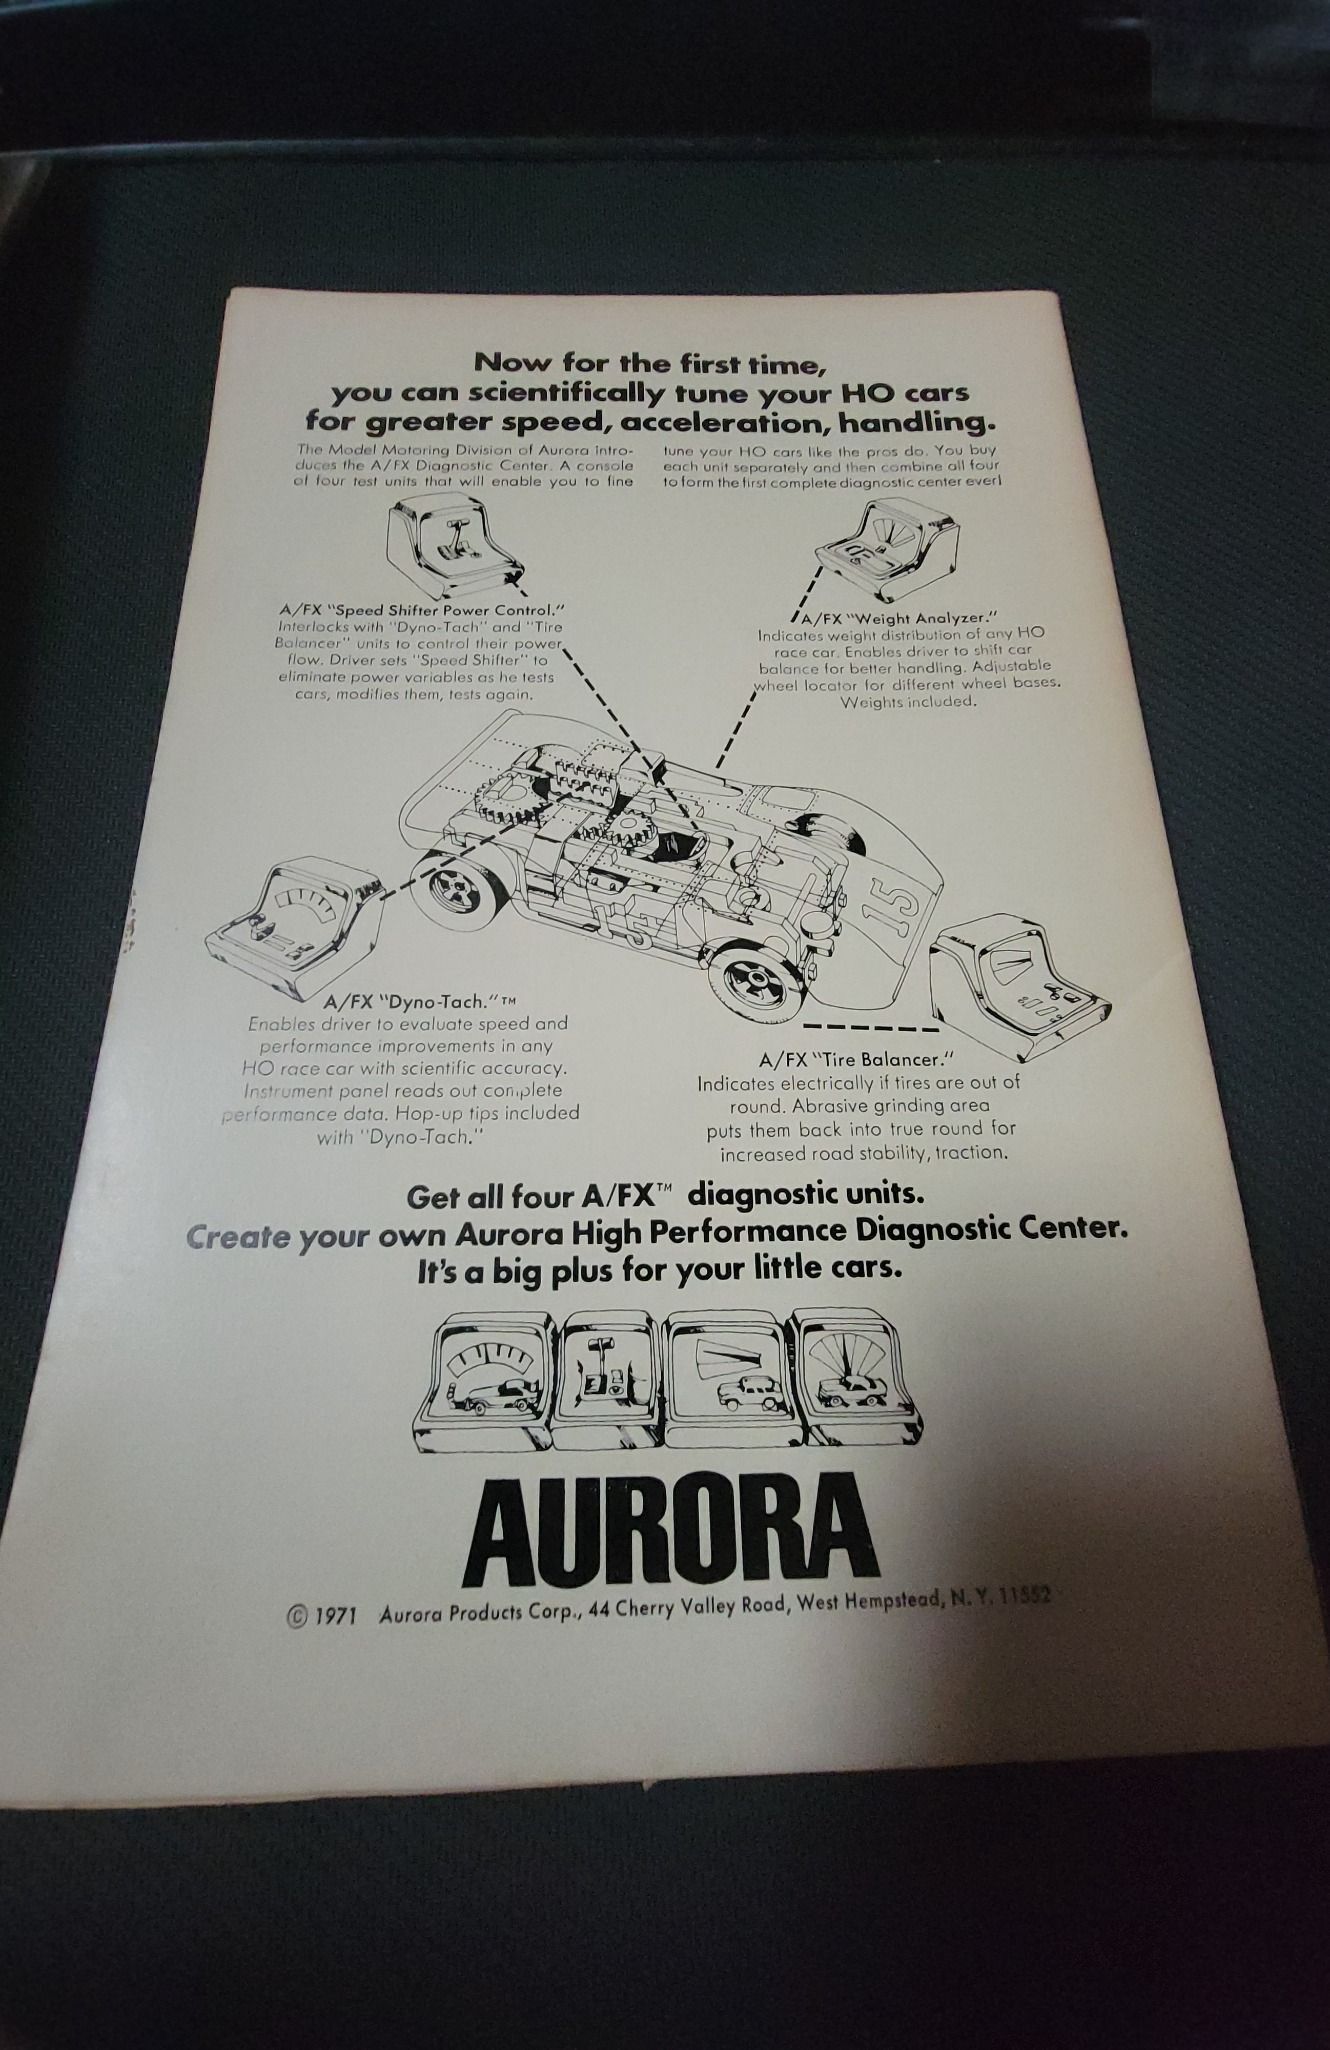 Now for the first time,
you can scientifically tune your HO cars
for greater speed, acceleration, handling.
The Model Motoring Division of Aurora intro-
duces the A/FX Diagnostic Center. A console
of four test units that will enable you to fine
tune your HO cars like the pros do. You buy
each unit separately and then combine all four
to form the first complete diagnostic center ever!
A/FX "Speed Shifter Power Control."
Interlocks with "Dyno-Tach" and "Tire
Balancer" units to control their power
flow. Driver sets "Speed Shifter" to
eliminate power variables as he tests
cars, modifies them, tests again.
A/FX "Weight Analyzer."
Indicates weight distribution of any HO
race car. Enables driver to shift car
balance for better handling. Adjustable
wheel locator for different wheel bases.
Weights included.
15
15
A/FX "Dyno-Tach."™
Enables driver to evaluate speed and
performance improvements in any
HO race car with scientific accuracy.
Instrument panel reads out complete
performance data. Hop-up tips included
with "Dyno-Tach."
A/FX "Tire Balancer."
Indicates electrically if tires are out of
round. Abrasive grinding area
puts them back into true round for
increased road stability, traction.
Get all four A/FX™ diagnostic units.
Create your own Aurora High Performance Diagnostic Center.
It's a big plus for your little cars.
AURORA
© 1971 Aurora Products Corp., 44 Cherry Valley Road, West Hempstead, N. Y. 11552